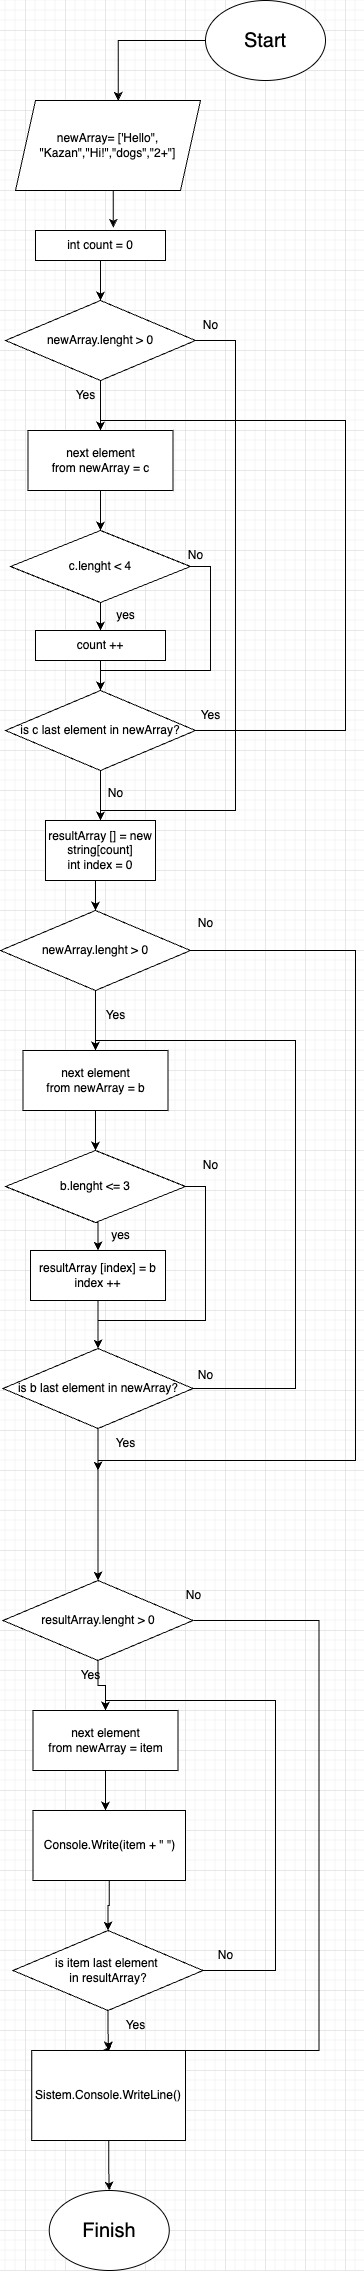 Start
newArray= ["Hello",
"Kazan","Hi!","dogs","2+"]
int count = 0
newArray.lenght > 0
No
Yes
next element
from newArray = c
c.lenght < 4
No
yes
count ++
is c last element in newArray?
Yes
No
resultArray [] = new
string[count]
int index = 0
newArray.lenght > 0
No
Yes
next element
from newArray = b
b.lenght <= 3
No
yes
resultArray [index] = b
index ++
is b last element in newArray?
No
Yes
resultArray.lenght > 0
No
Yes
next element
from newArray = item
Console.Write(item + " ")
is item last element
in resultArray?
No
Yes
Sistem.Console.WriteLine()
Finish